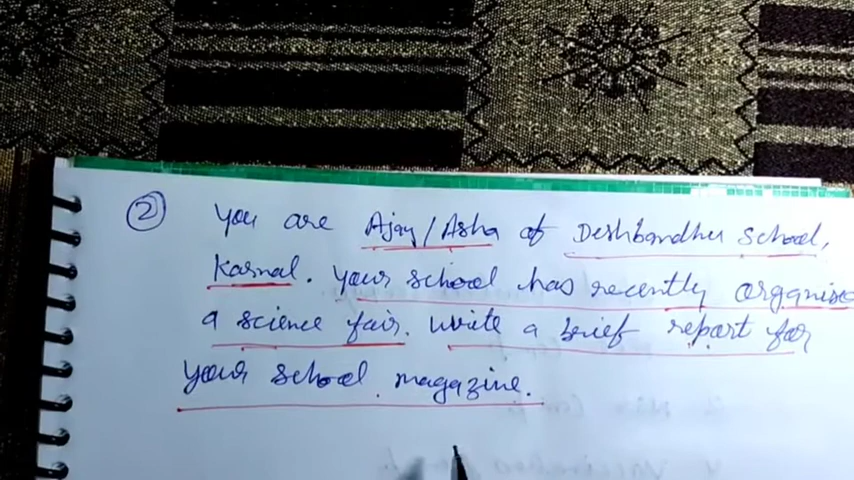 2 You are Ajay/Asha of Deshbandhu school,
Karnal. Your school has recently organise
a science fair. Write a brief report for
your school magazine.